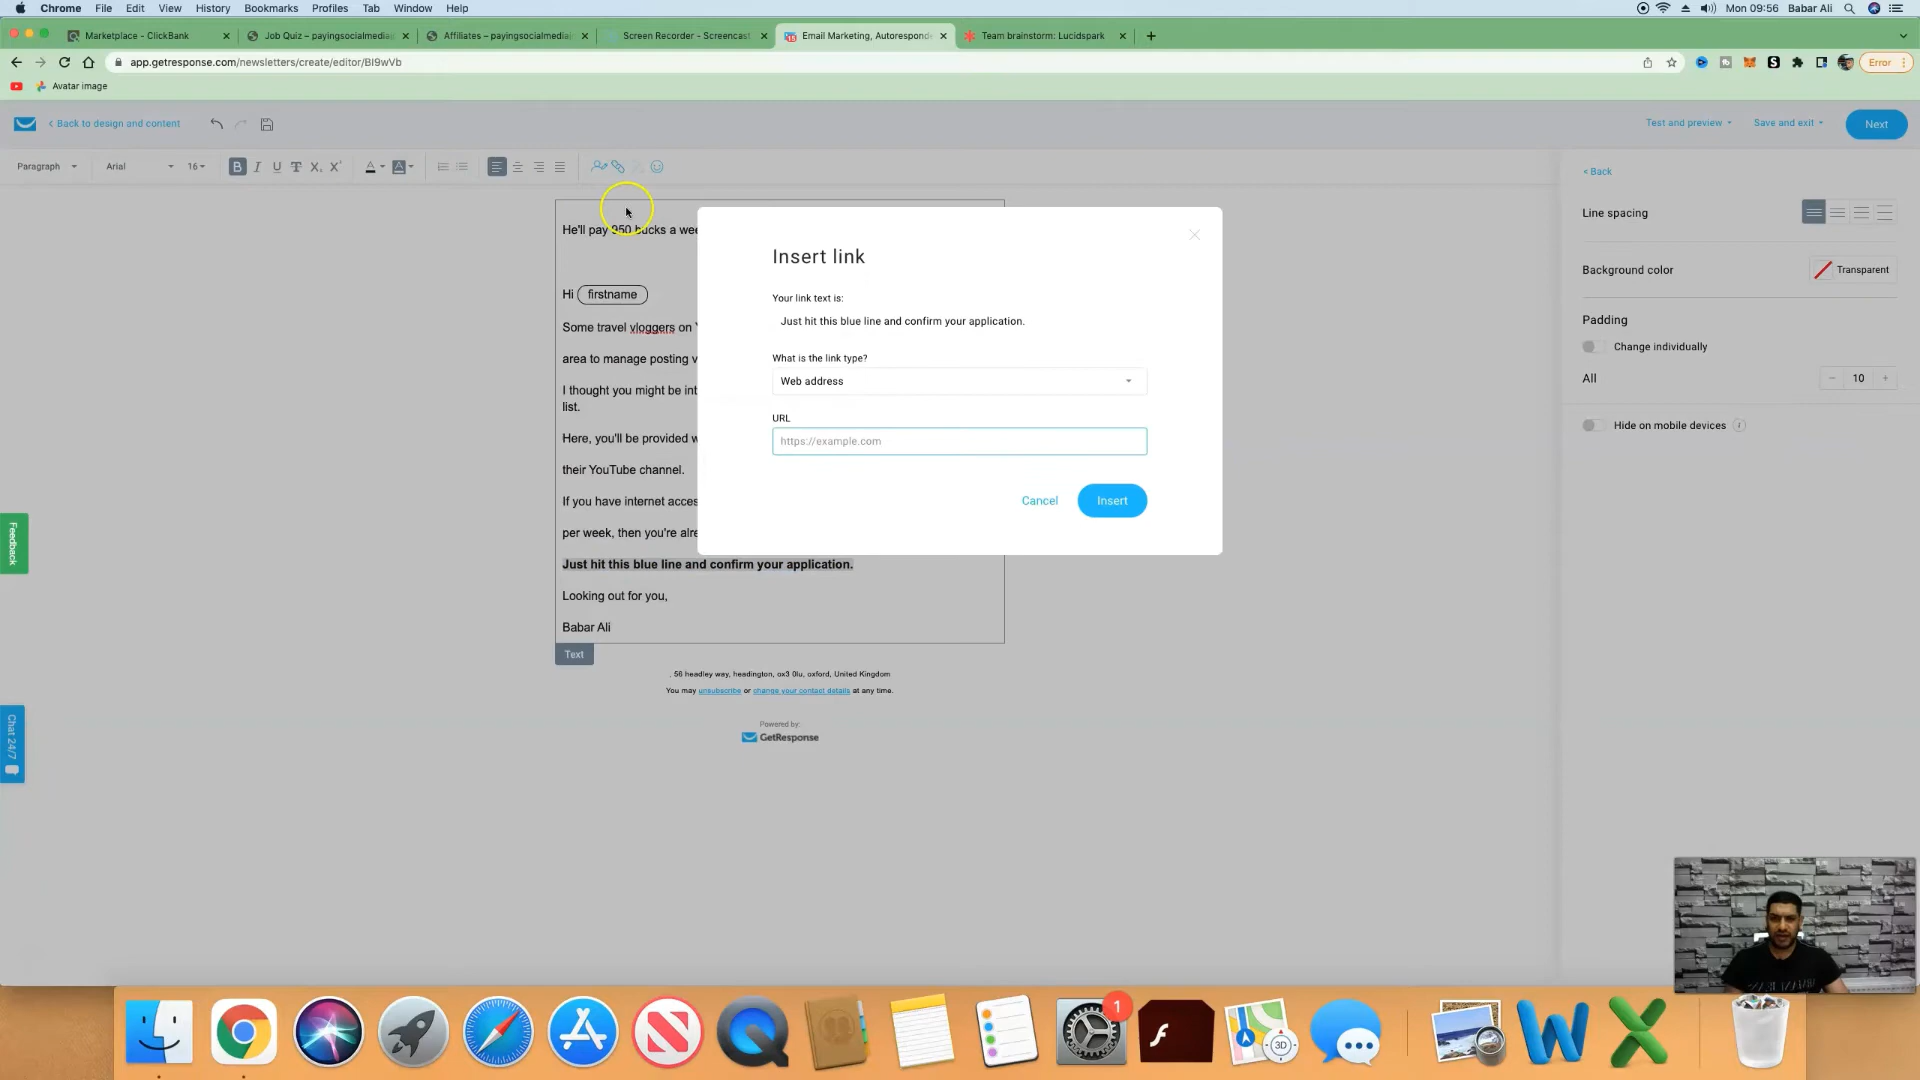 Chrome File Edit View History Bookmarks Profiles Tab Window Help
Mon 09:56 Babar Ali
Marketplace - ClickBank
Job Quiz – payingsocialmedia
Affiliates – payingsocialmedia
Screen Recorder - Screencast
Email Marketing, Autoresponde
Team brainstorm: Lucidspark
app.getresponse.com/newsletters/create/editor/BI9wVb
Error
Avatar image
< Back to design and content
Test and preview
Save and exit
Next
Paragraph
Arial
16
B I U
< Back
Line spacing
Background color
Transparent
Padding
Change individually
All
10
Hide on mobile devices
He'll pay 950 bucks a wee
Hi firstname
Some travel vloggers on
area to manage posting v
I thought you might be int
list.
Here, you'll be provided w
their YouTube channel.
If you have internet acces
per week, then you're alre
Just hit this blue line and confirm your application.
Looking out for you,
Babar Ali
Text
Insert link
Your link text is:
Just hit this blue line and confirm your application.
What is the link type?
Web address
URL
https://example.com
Cancel
Insert
. 56 headley way, headington, ox3 0lu, oxford, United Kingdom
You may unsubscribe or change your contact details at any time.
Powered by:
GetResponse
Feedback
Chat 24/7
1
3D